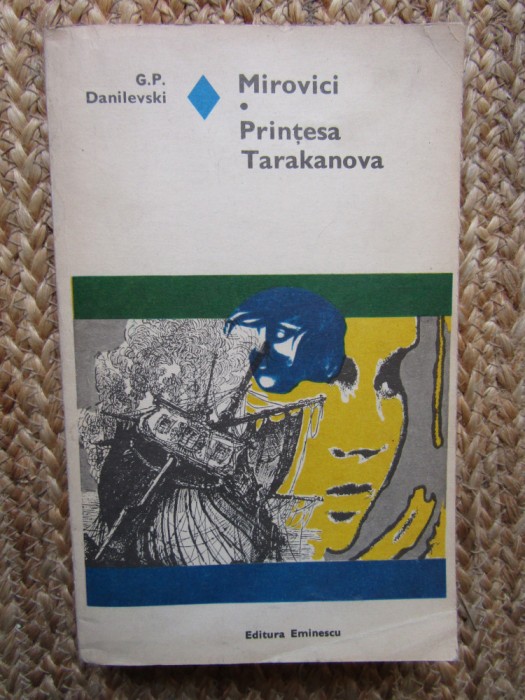 G.P.
Danilevski
Mirovici
•
Prințesa
Tarakanova
Editura Eminescu